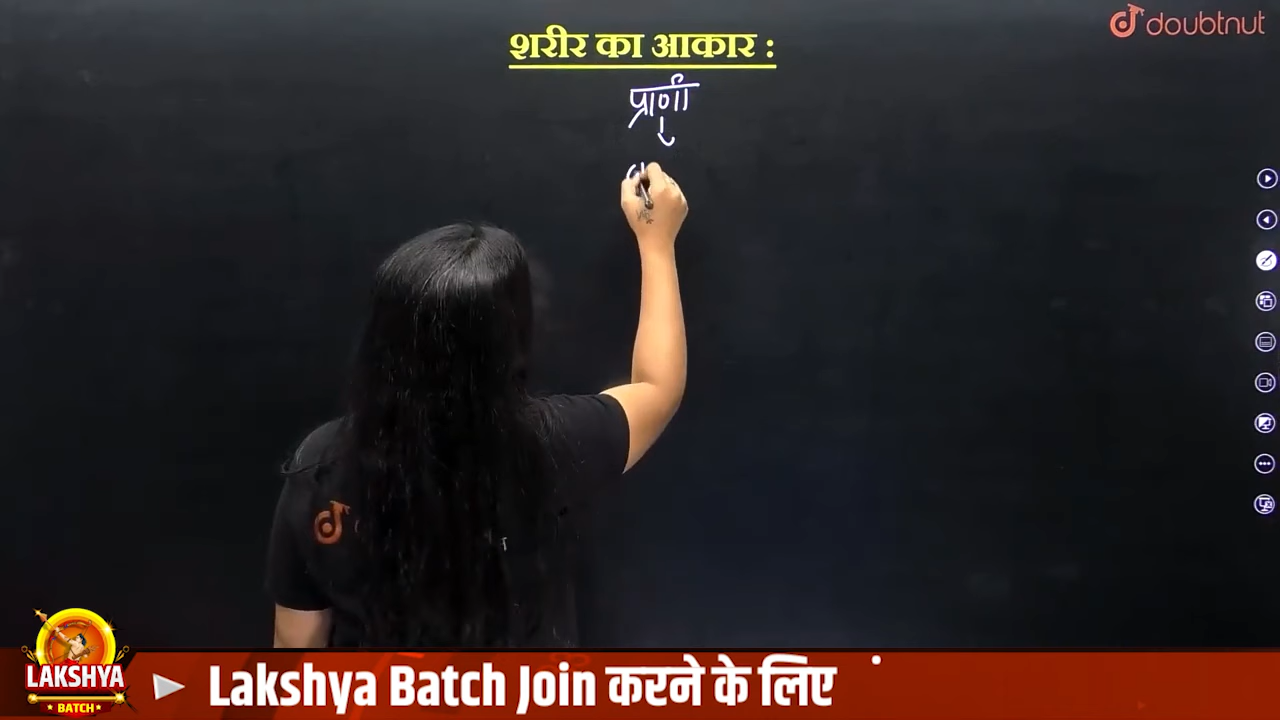 doubtnut
शरीर का आकार :
प्राणी
LAKSHYA
BATCH
Lakshya Batch Join करने के लिए